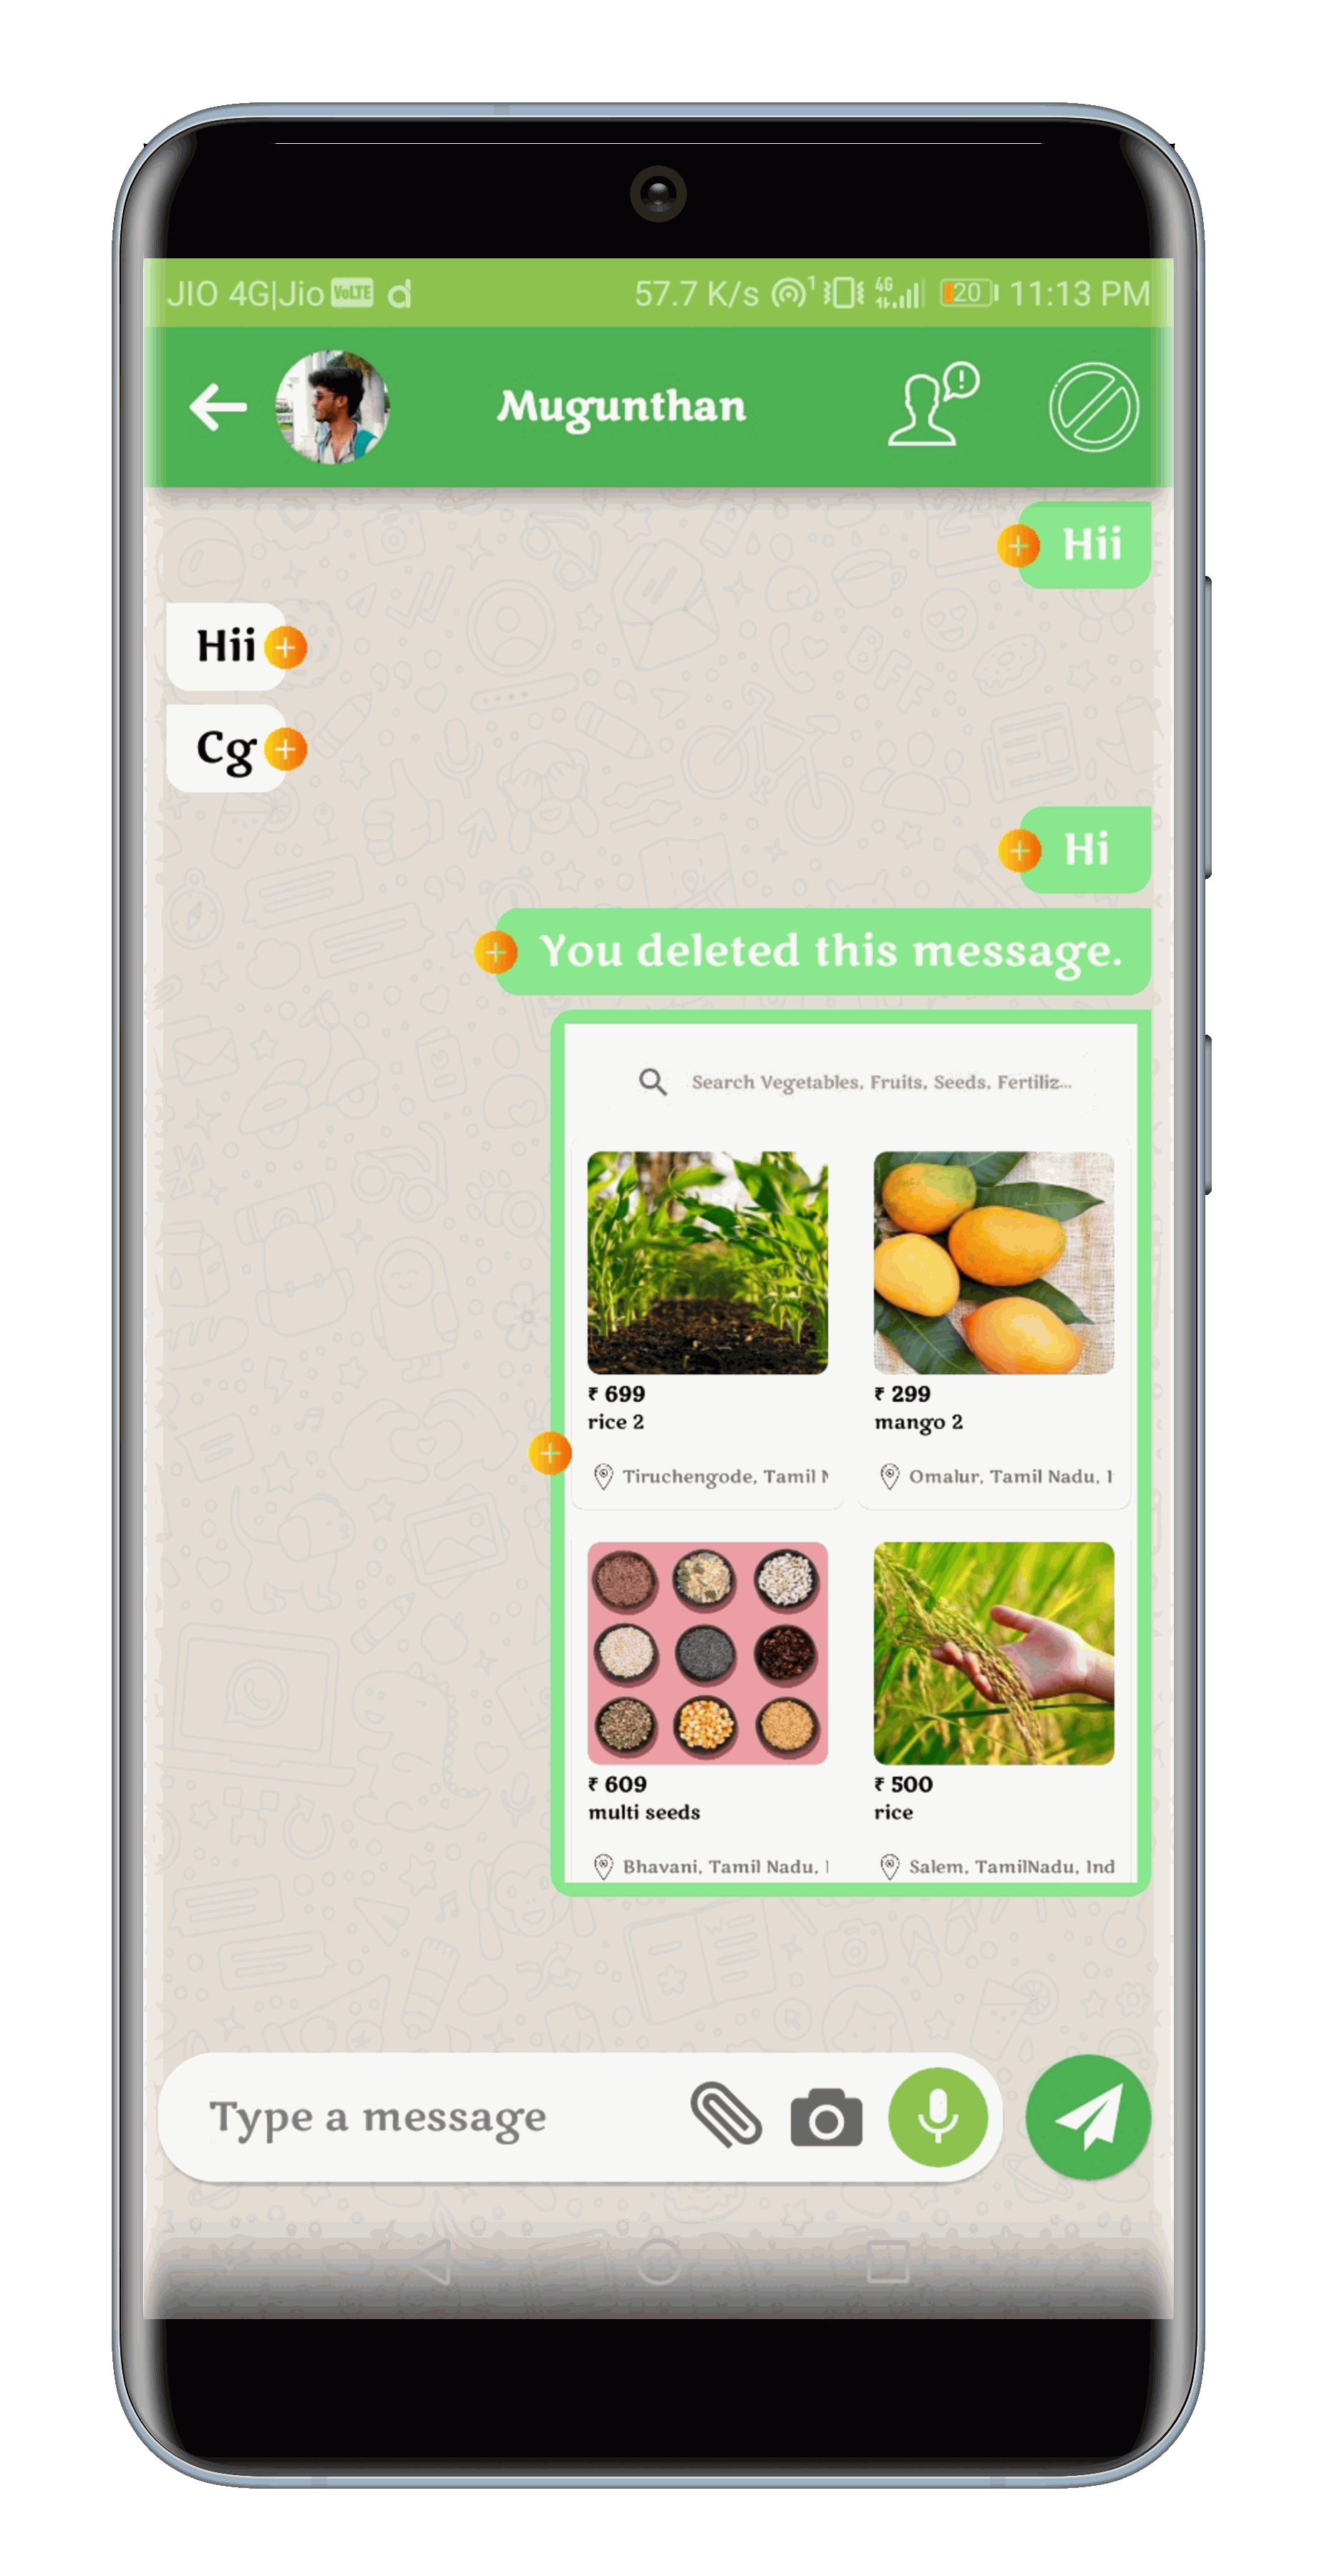 JIO 4G|Jio VoLTE d 57.7 K/s 1 4G 20 11:13 PM
Mugunthan
Hii
Hii
Cg
Hi
You deleted this message.
Search Vegetables, Fruits, Seeds, Fertiliz...
₹ 699
rice 2
Tiruchengode, Tamil
₹ 299
mango 2
Omalur, Tamil Nadu,
₹ 609
multi seeds
Bhavani, Tamil Nadu,
₹ 500
rice
Salem, TamilNadu, Ind
Type a message